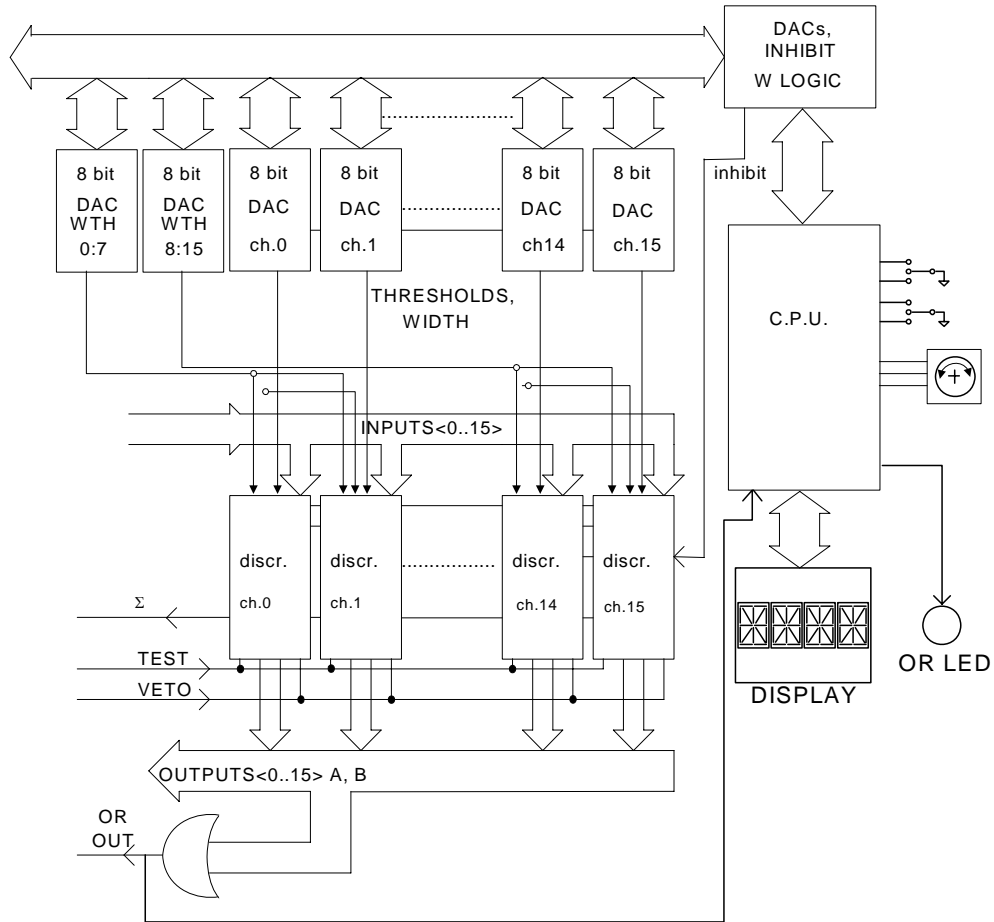 DACs,
INHIBIT
W LOGIC
8 bit
DAC
WTH
0:7
8 bit
DAC
WTH
8:15
8 bit
DAC
ch.0
8 bit
DAC
ch.1
8 bit
DAC
ch14
8 bit
DAC
ch.15
inhibit
THRESHOLDS,
WIDTH
C.P.U.
INPUTS<0..15>
discr.
ch.0
discr.
ch.1
discr.
ch.14
discr.
ch.15
Σ
TEST
VETO
DISPLAY
OR LED
OUTPUTS<0..15> A, B
OR
OUT